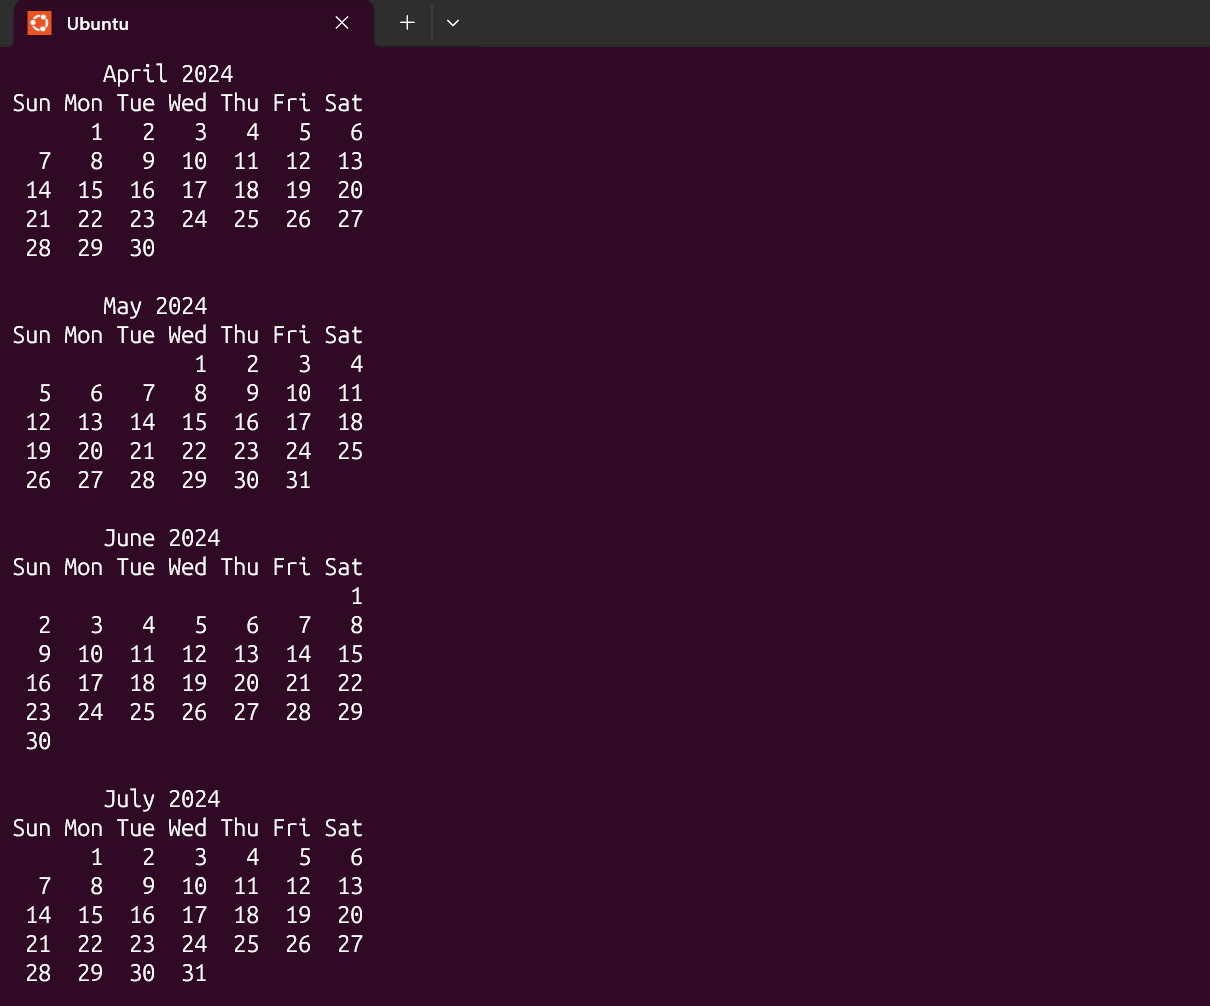 Ubuntu
April 2024
Sun Mon Tue Wed Thu Fri Sat
1 2 3 4 5 6
7 8 9 10 11 12 13
14 15 16 17 18 19 20
21 22 23 24 25 26 27
28 29 30
May 2024
Sun Mon Tue Wed Thu Fri Sat
1 2 3 4
5 6 7 8 9 10 11
12 13 14 15 16 17 18
19 20 21 22 23 24 25
26 27 28 29 30 31
June 2024
Sun Mon Tue Wed Thu Fri Sat
1
2 3 4 5 6 7 8
9 10 11 12 13 14 15
16 17 18 19 20 21 22
23 24 25 26 27 28 29
30
July 2024
Sun Mon Tue Wed Thu Fri Sat
1 2 3 4 5 6
7 8 9 10 11 12 13
14 15 16 17 18 19 20
21 22 23 24 25 26 27
28 29 30 31